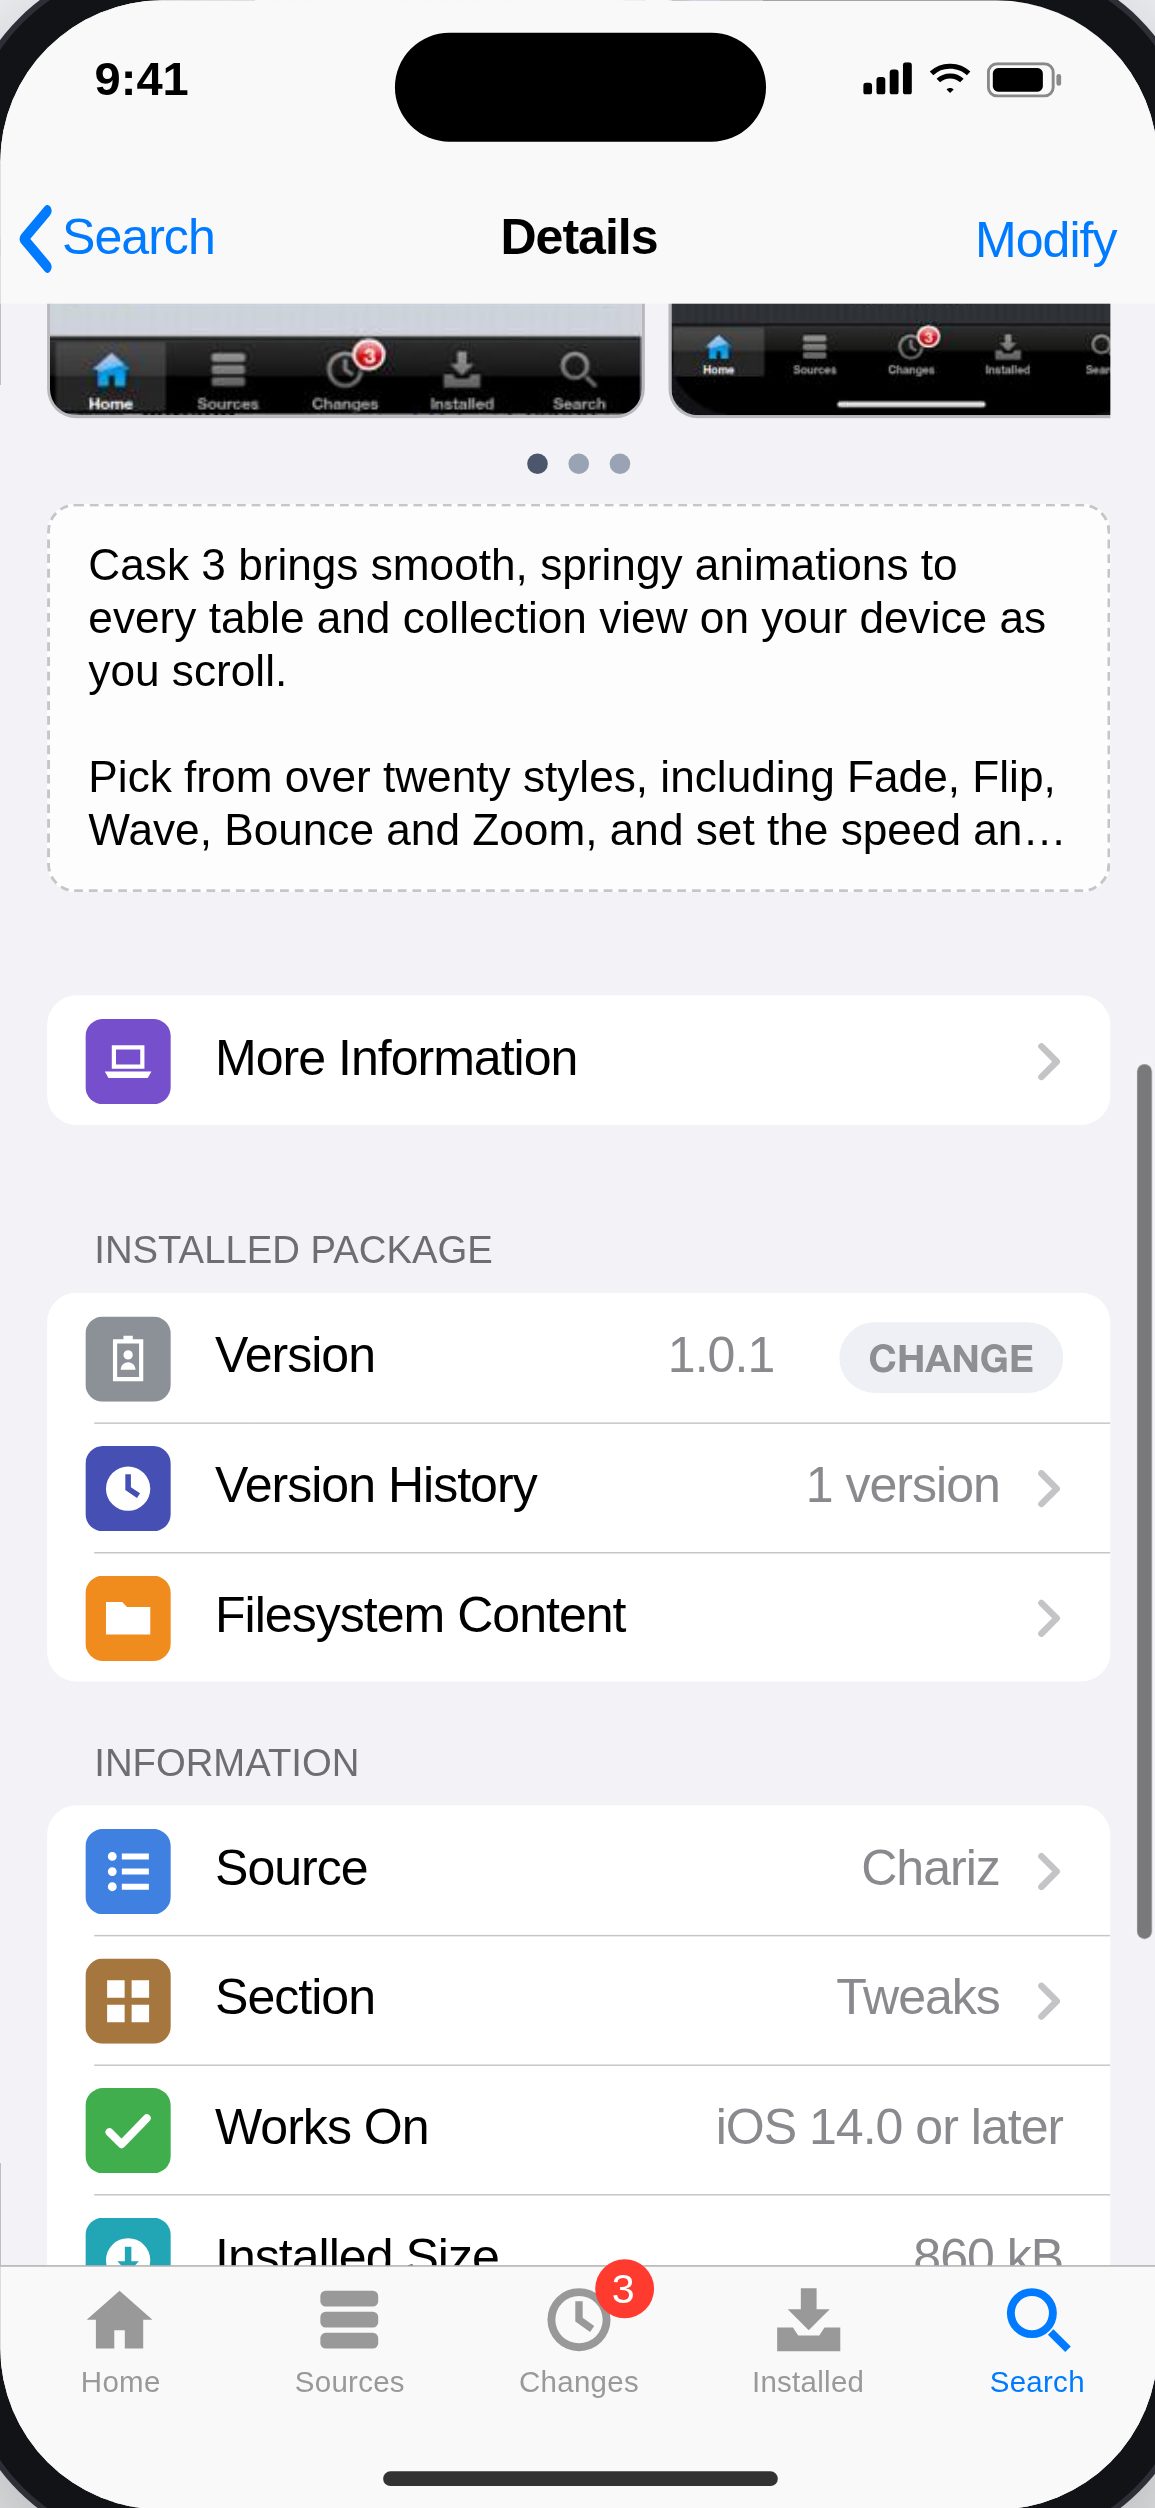 9:41
Search
Details
Modify
Home
Sources
Changes
3
Installed
Search
Home
Sources
Changes
3
Installed
Cask 3 brings smooth, springy animations to
every table and collection view on your device as
you scroll.
Pick from over twenty styles, including Fade, Flip,
Wave, Bounce and Zoom, and set the speed an…
More Information
INSTALLED PACKAGE
Version
1.0.1
CHANGE
Version History
1 version
Filesystem Content
INFORMATION
Source
Chariz
Section
Tweaks
Works On
iOS 14.0 or later
Installed Size
860 kB
3
Home
Sources
Changes
Installed
Search